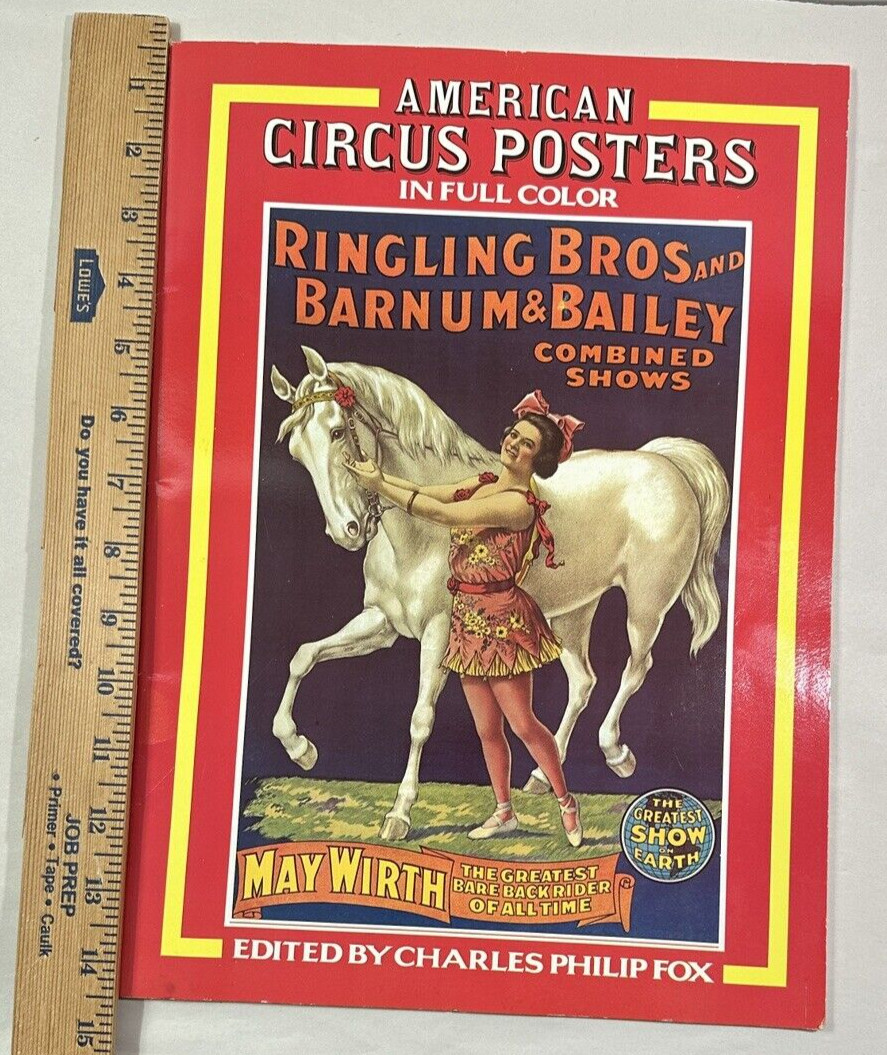 AMERICAN
CIRCUS POSTERS
IN FULL COLOR
RINGLING BROS AND
BARNUM & BAILEY
COMBINED
SHOWS
THE
GREATEST
SHOW
ON
EARTH
MAY WIRTH
THE GREATEST
BARE BACK RIDER
OF ALL TIME
EDITED BY CHARLES PHILIP FOX
1
2
3
4
5
6
7
8
9
10
11
12
13
14
15
LOWE'S
Do you have it all covered?
JOB PREP
• Primer • Tape • Caulk